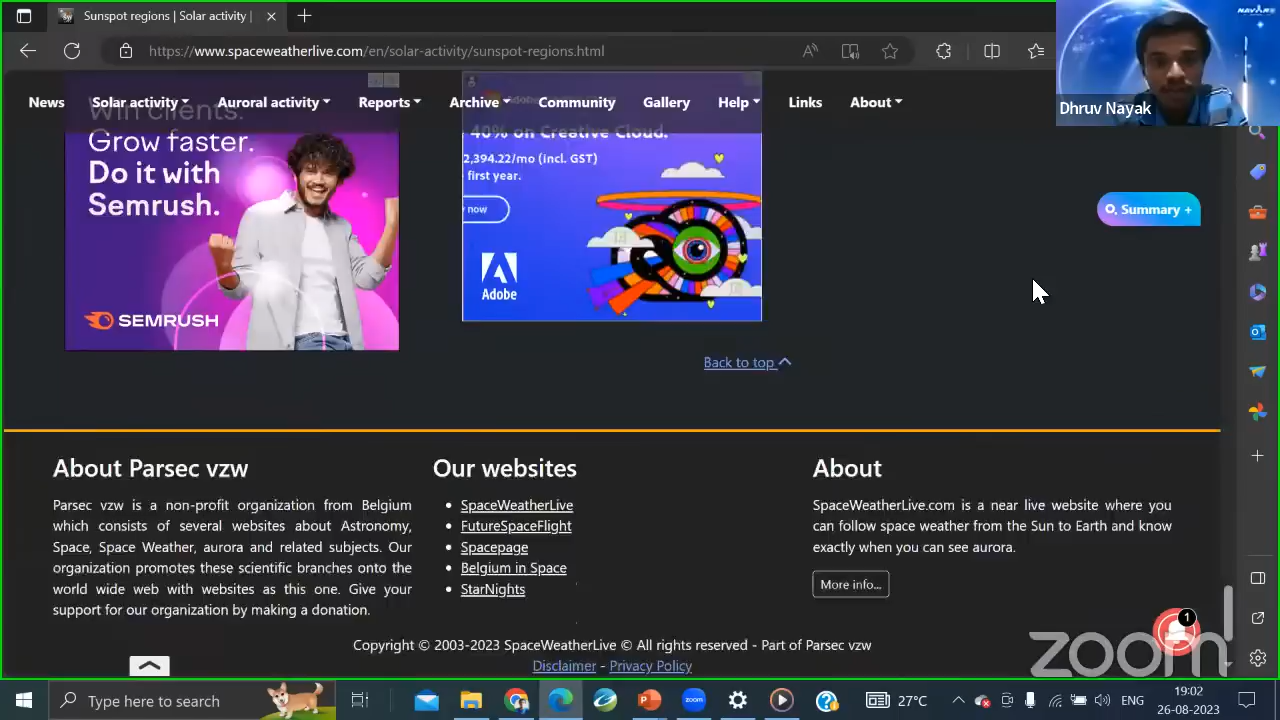 Sunspot regions | Solar activity |
https://www.spaceweatherlive.com/en/solar-activity/sunspot-regions.html
NAVARS
Dhruv Nayak
News Solar activity Auroral activity Reports Archive Community Gallery Help Links About
Win clients.
Grow faster.
Do it with
Semrush.
SEMRUSH
40% on Creative Cloud.
2,394.22/mo (incl. GST)
first year.
now
Adobe
Summary +
Back to top
About Parsec vzw
Parsec vzw is a non-profit organization from Belgium
which consists of several websites about Astronomy,
Space, Space Weather, aurora and related subjects. Our
organization promotes these scientific branches onto the
world wide web with websites as this one. Give your
support for our organization by making a donation.
Our websites
SpaceWeatherLive
FutureSpaceFlight
Spacepage
Belgium in Space
StarNights
About
SpaceWeatherLive.com is a near live website where you
can follow space weather from the Sun to Earth and know
exactly when you can see aurora.
More info...
Copyright © 2003-2023 SpaceWeatherLive © All rights reserved - Part of Parsec vzw
Disclaimer - Privacy Policy
1
zoom
Type here to search
zoom
27°C
ENG
19:02
26-08-2023